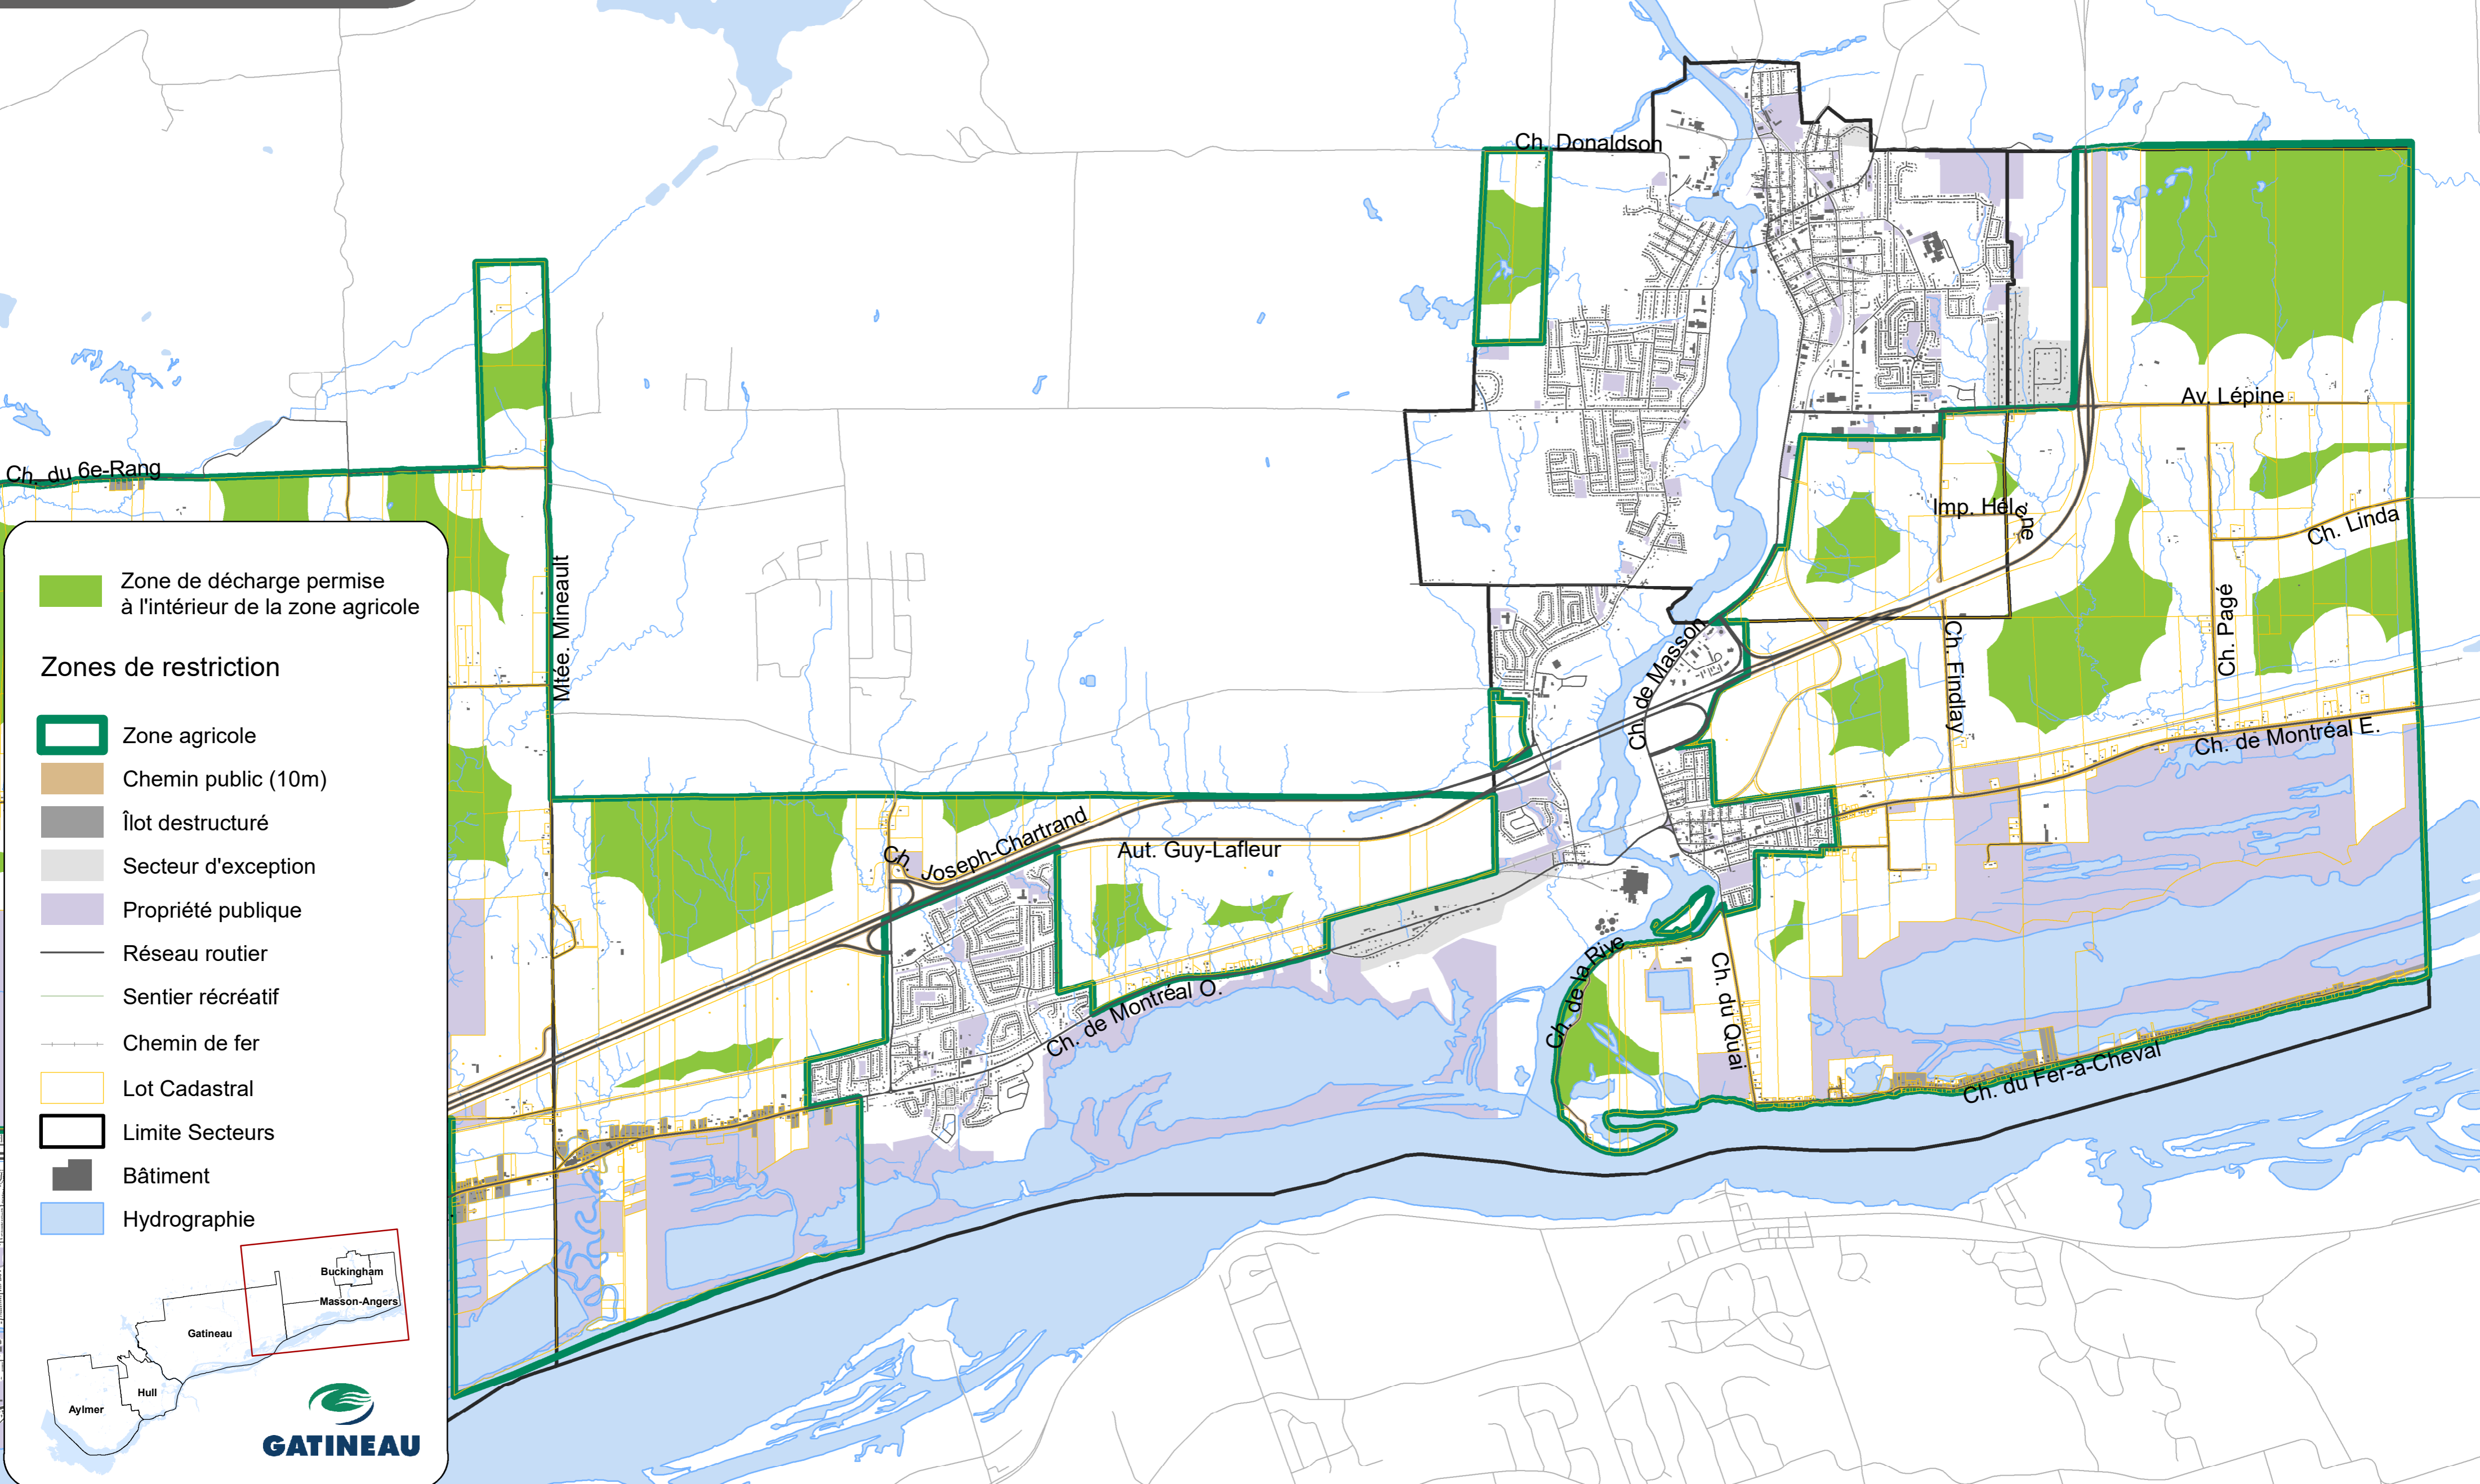 Ch. Donaldson
Av. Lépine
Ch. du 6e-Rang
Imp. Hélène
Ch. Linda
Mtée. Mineault
Ch. Pagé
Ch. de Masson
Ch. Findlay
Ch. de Montréal E.
Ch. Joseph-Chartrand
Aut. Guy-Lafleur
Ch. de la Rive
Ch. du Quai
Ch. de Montréal O.
Ch. du Fer-à-Cheval
Zone de décharge permise
à l'intérieur de la zone agricole
Zones de restriction
Zone agricole
Chemin public (10m)
Îlot destructuré
Secteur d'exception
Propriété publique
Réseau routier
Sentier récréatif
Chemin de fer
Lot Cadastral
Limite Secteurs
Bâtiment
Hydrographie
Buckingham
Masson-Angers
Gatineau
Hull
Aylmer
GATINEAU